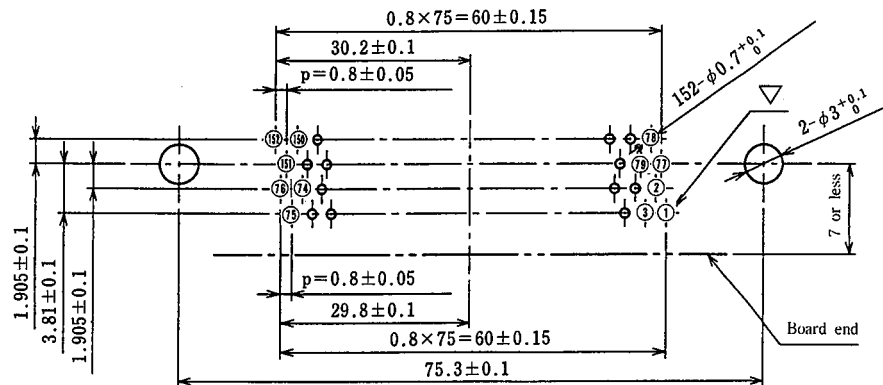 0.8×75=60±0.15
30.2±0.1
p=0.8±0.05
152-φ0.7+0.1 0
2-φ3+0.1 0
152 150 78
151 79 77
76 74 2
75 3 1
7 or less
1.905±0.1
3.81±0.1
1.905±0.1
p=0.8±0.05
29.8±0.1
0.8×75=60±0.15
75.3±0.1
Board end